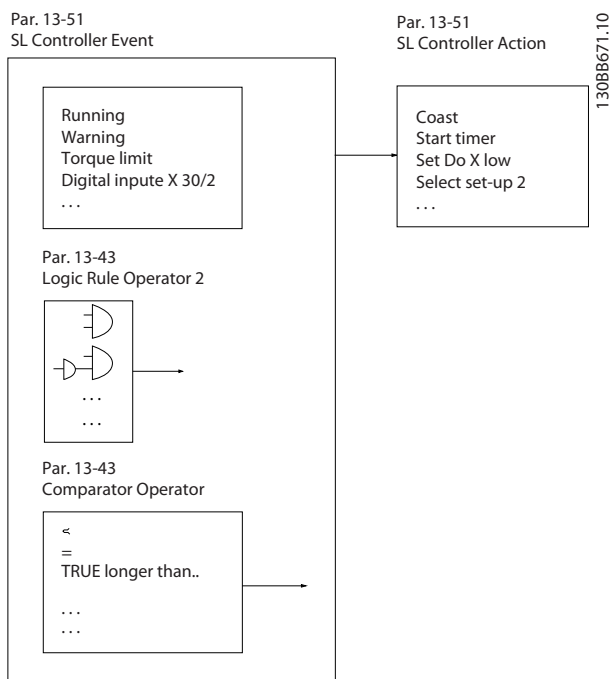 Par. 13-51
SL Controller Event
Running
Warning
Torque limit
Digital inpute X 30/2
. . .
Par. 13-43
Logic Rule Operator 2
. . .
. . .
Par. 13-43
Comparator Operator
=
TRUE longer than..
. . .
. . .
Par. 13-51
SL Controller Action
Coast
Start timer
Set Do X low
Select set-up 2
. . .
130BB671.10